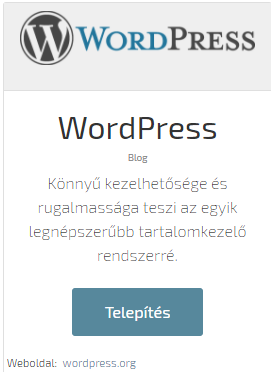 WORDPRESS
WordPress
Blog
Könnyű kezelhetősége és
rugalmassága teszi az egyik
legnépszerűbb tartalomkezelő
rendszerré.
Telepítés
Weboldal: wordpress.org